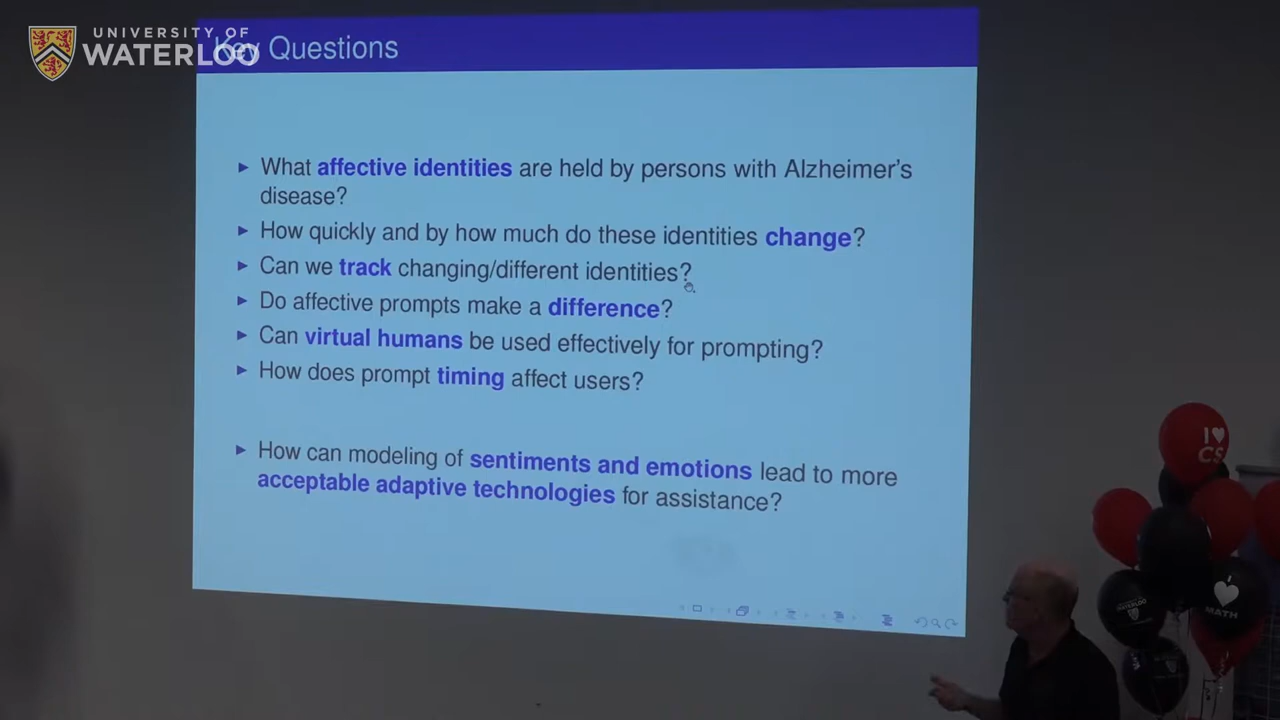 UNIVERSITY OF
WATERLOO
Key Questions
What affective identities are held by persons with Alzheimer's
disease?
How quickly and by how much do these identities change?
Can we track changing/different identities?
Do affective prompts make a difference?
Can virtual humans be used effectively for prompting?
How does prompt timing affect users?
How can modeling of sentiments and emotions lead to more
acceptable adaptive technologies for assistance?
I ♥
CS
WATERLOO
MATH